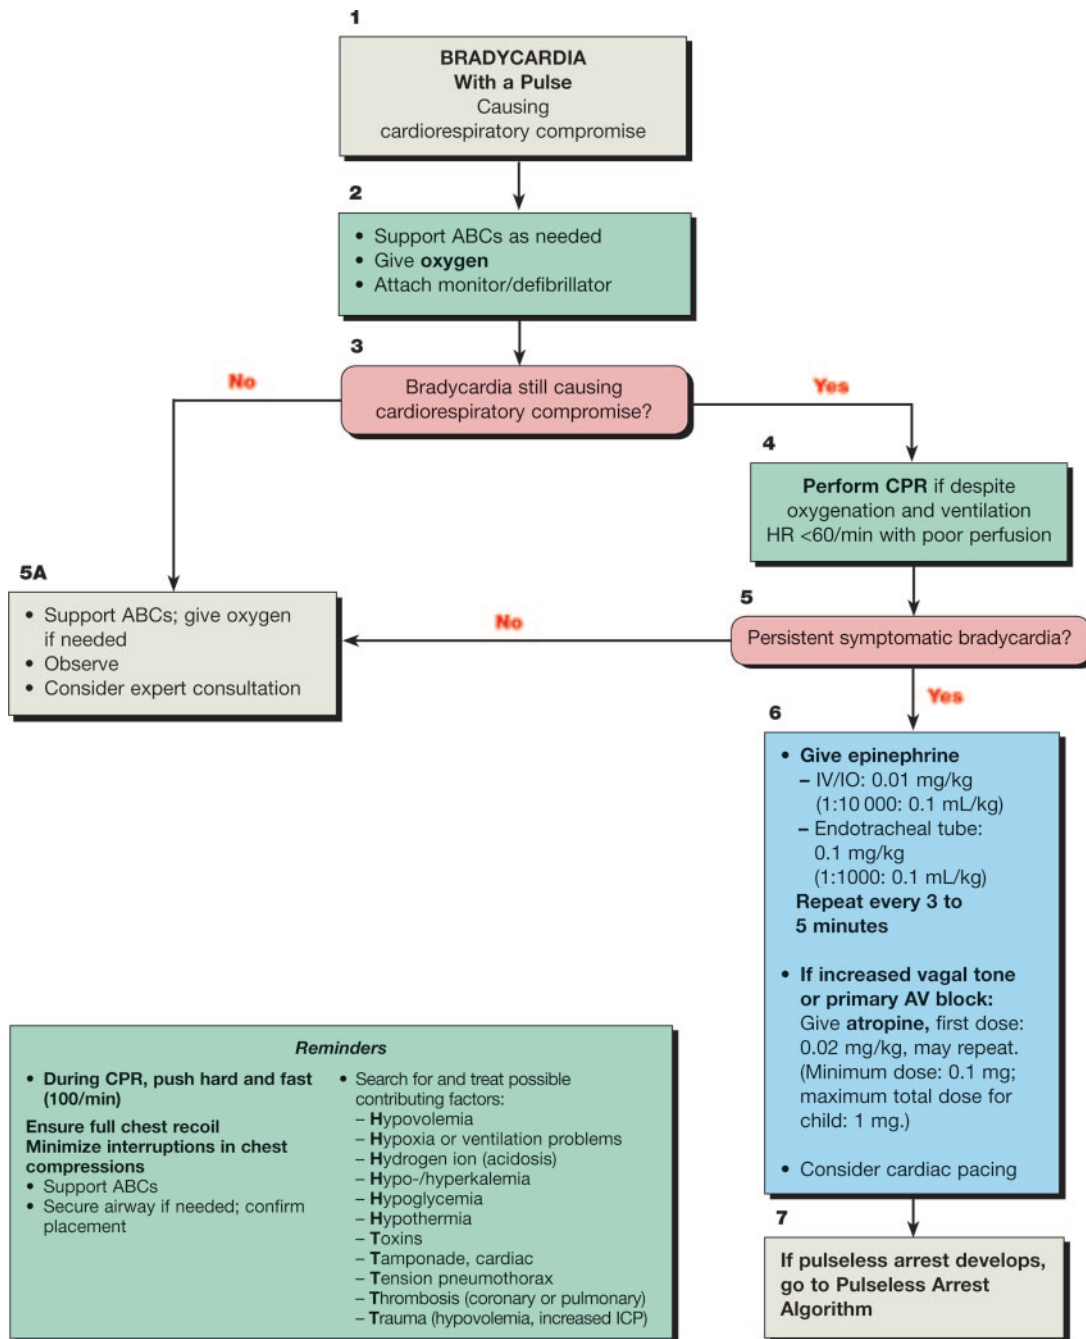 1
BRADYCARDIA
With a Pulse
Causing
cardiorespiratory compromise
2
• Support ABCs as needed
• Give oxygen
• Attach monitor/defibrillator
3
Bradycardia still causing
cardiorespiratory compromise?
No
Yes
4
Perform CPR if despite
oxygenation and ventilation
HR <60/min with poor perfusion
5A
• Support ABCs; give oxygen
if needed
• Observe
• Consider expert consultation
No
5
Persistent symptomatic bradycardia?
Yes
6
• Give epinephrine
– IV/IO: 0.01 mg/kg
(1:10 000: 0.1 mL/kg)
– Endotracheal tube:
0.1 mg/kg
(1:1000: 0.1 mL/kg)
Repeat every 3 to
5 minutes
• If increased vagal tone
or primary AV block:
Give atropine, first dose:
0.02 mg/kg, may repeat.
(Minimum dose: 0.1 mg;
maximum total dose for
child: 1 mg.)
• Consider cardiac pacing
7
If pulseless arrest develops,
go to Pulseless Arrest
Algorithm
Reminders
• During CPR, push hard and fast
(100/min)
Ensure full chest recoil
Minimize interruptions in chest
compressions
• Support ABCs
• Secure airway if needed; confirm
placement
• Search for and treat possible
contributing factors:
– Hypovolemia
– Hypoxia or ventilation problems
– Hydrogen ion (acidosis)
– Hypo-/hyperkalemia
– Hypoglycemia
– Hypothermia
– Toxins
– Tamponade, cardiac
– Tension pneumothorax
– Thrombosis (coronary or pulmonary)
– Trauma (hypovolemia, increased ICP)